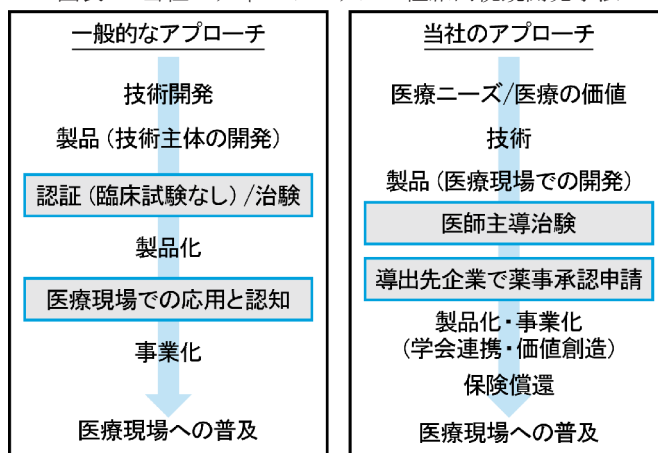 一般的なアプローチ
技術開発
製品（技術主体の開発）
認証（臨床試験なし）/治験
製品化
医療現場での応用と認知
事業化
医療現場への普及
当社のアプローチ
医療ニーズ/医療の価値
技術
製品（医療現場での開発）
医師主導治験
導出先企業で薬事承認申請
製品化・事業化
（学会連携・価値創造）
保険償還
医療現場への普及